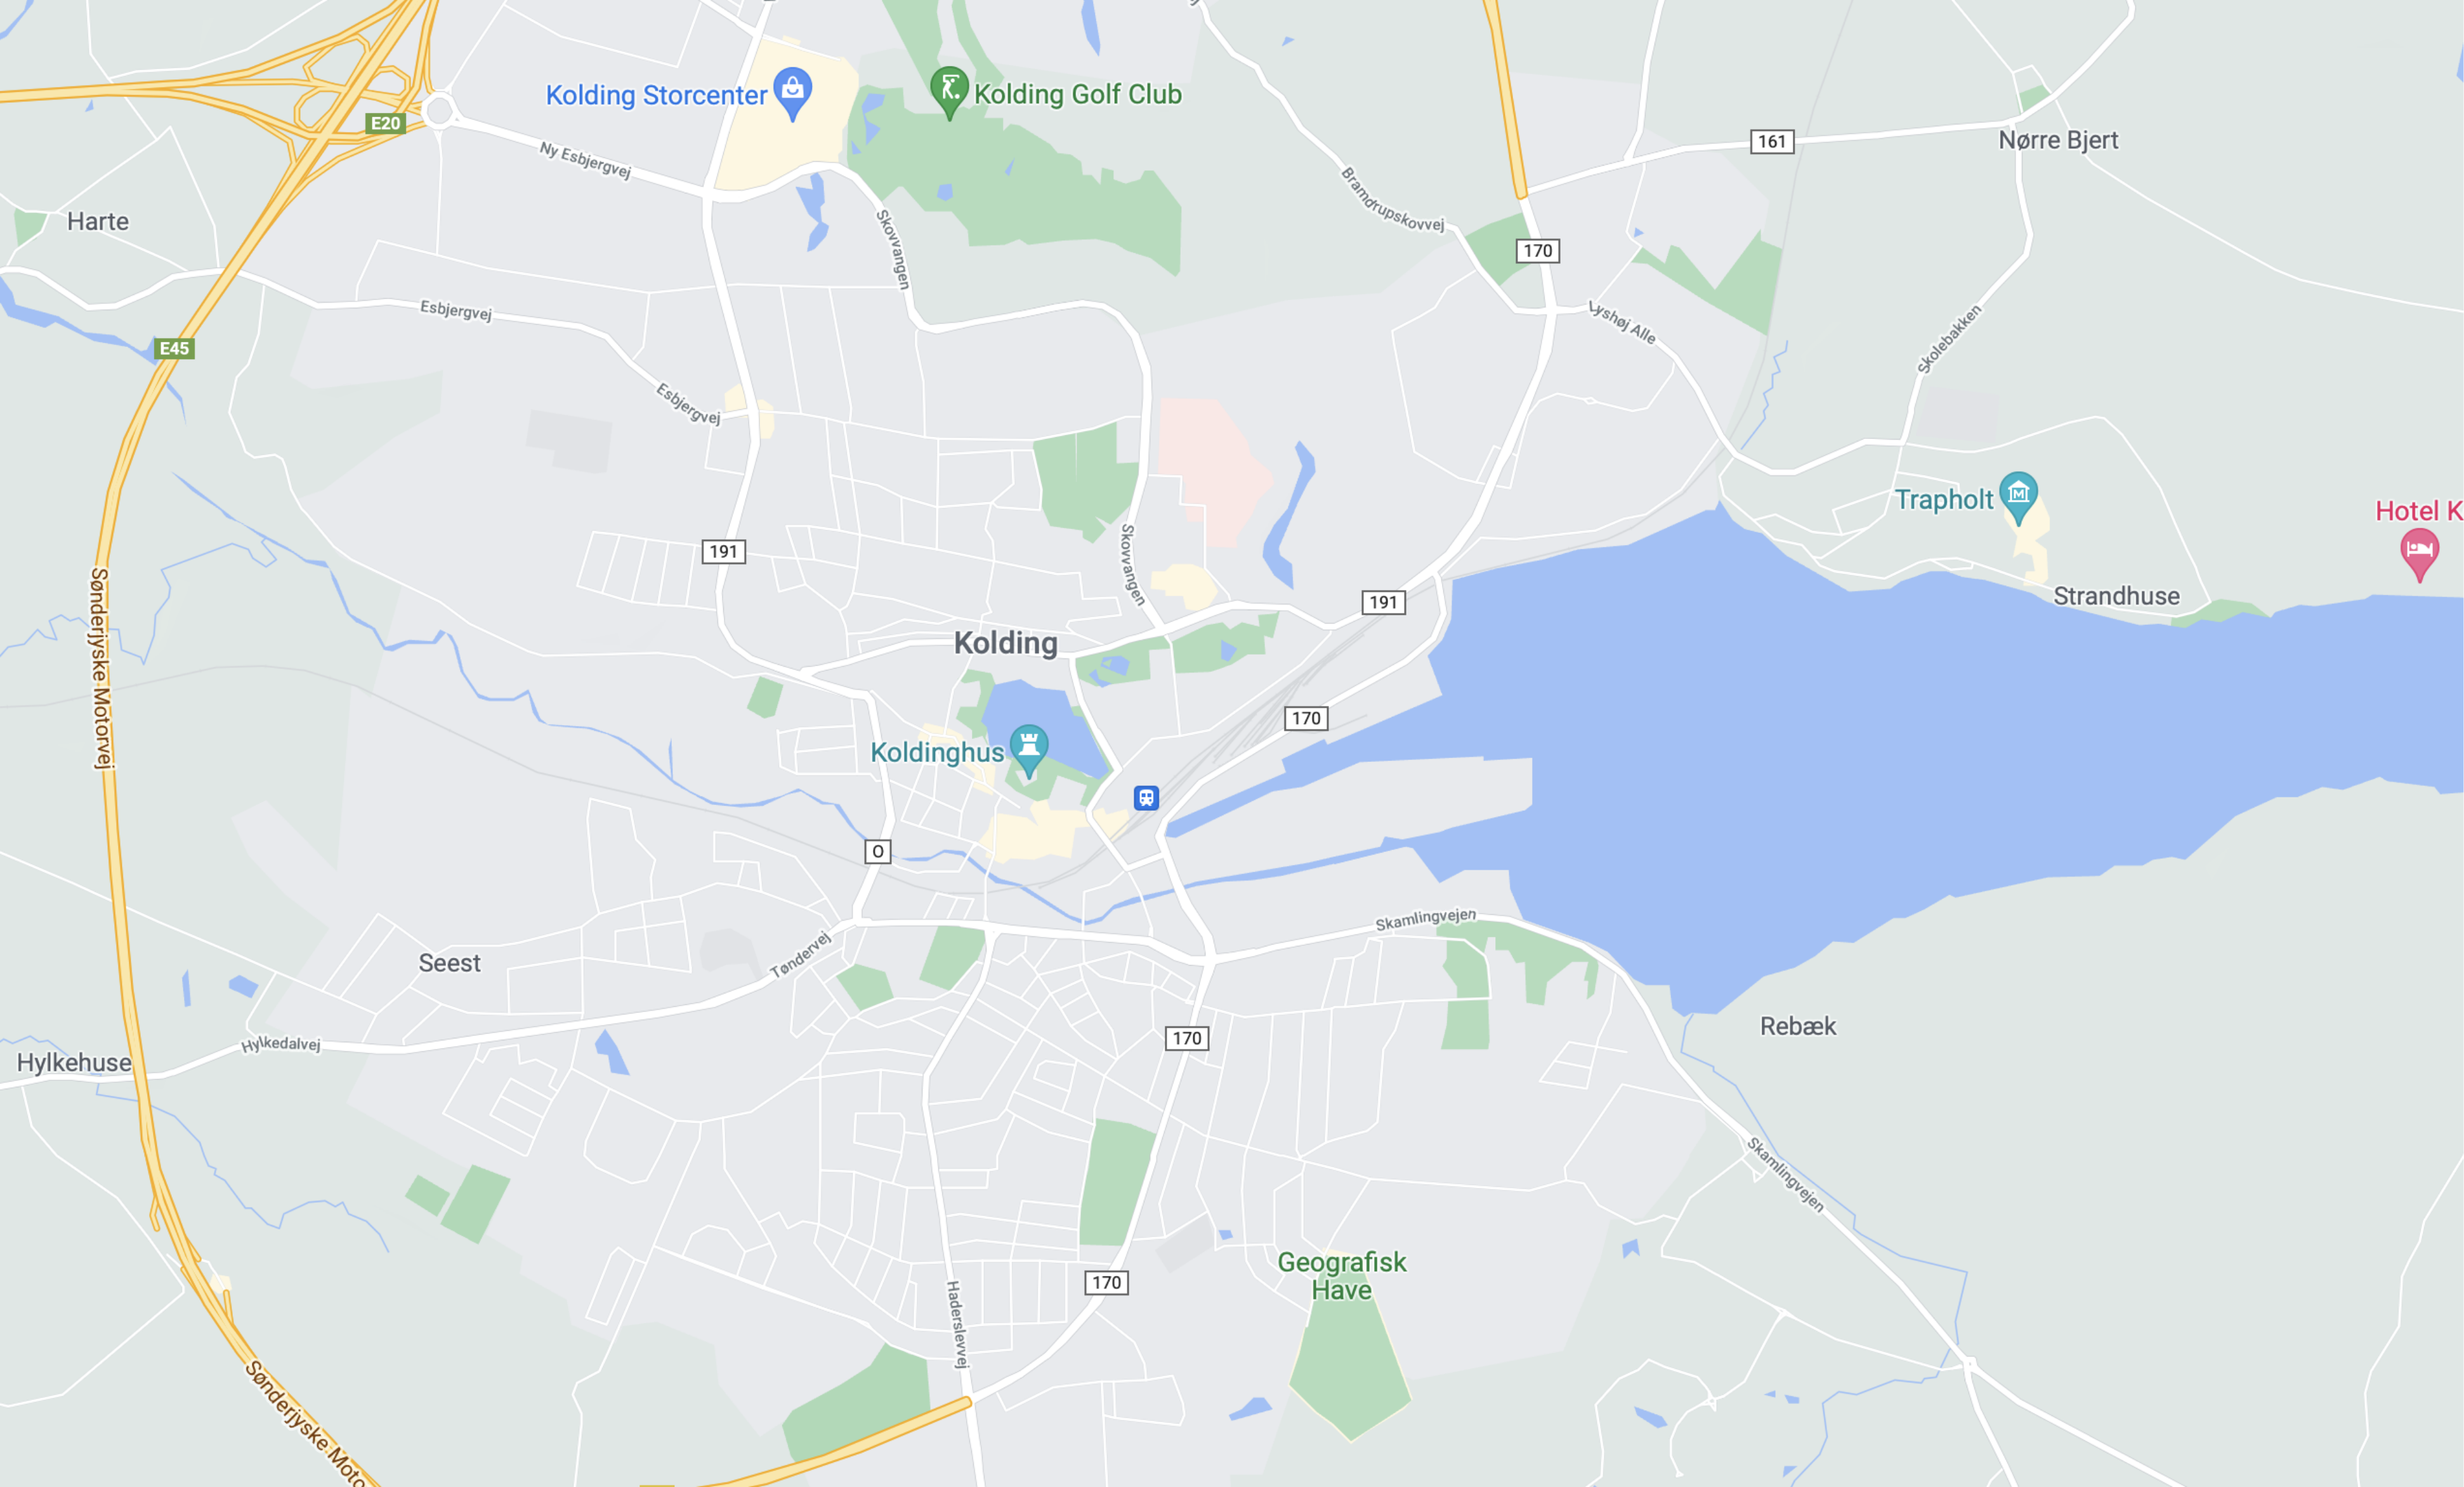 Kolding Storcenter
Kolding Golf Club
E20
161
Nørre Bjert
Ny Esbjergvej
Bramdrupskovvej
Harte
Skovvangen
170
Esbjergvej
Lyshøj Alle
Skolebakken
E45
Esbjergvej
Trapholt
Hotel K
191
Skovvangen
Sønderjyske Motorvej
191
Strandhuse
Kolding
170
Koldinghus
O
Skamlingvejen
Tøndervej
Seest
Rebæk
Hylkedalvej
170
Hylkehuse
Skamlingvejen
Geografisk
Have
170
Haderslevvej
Sønderjyske Moto